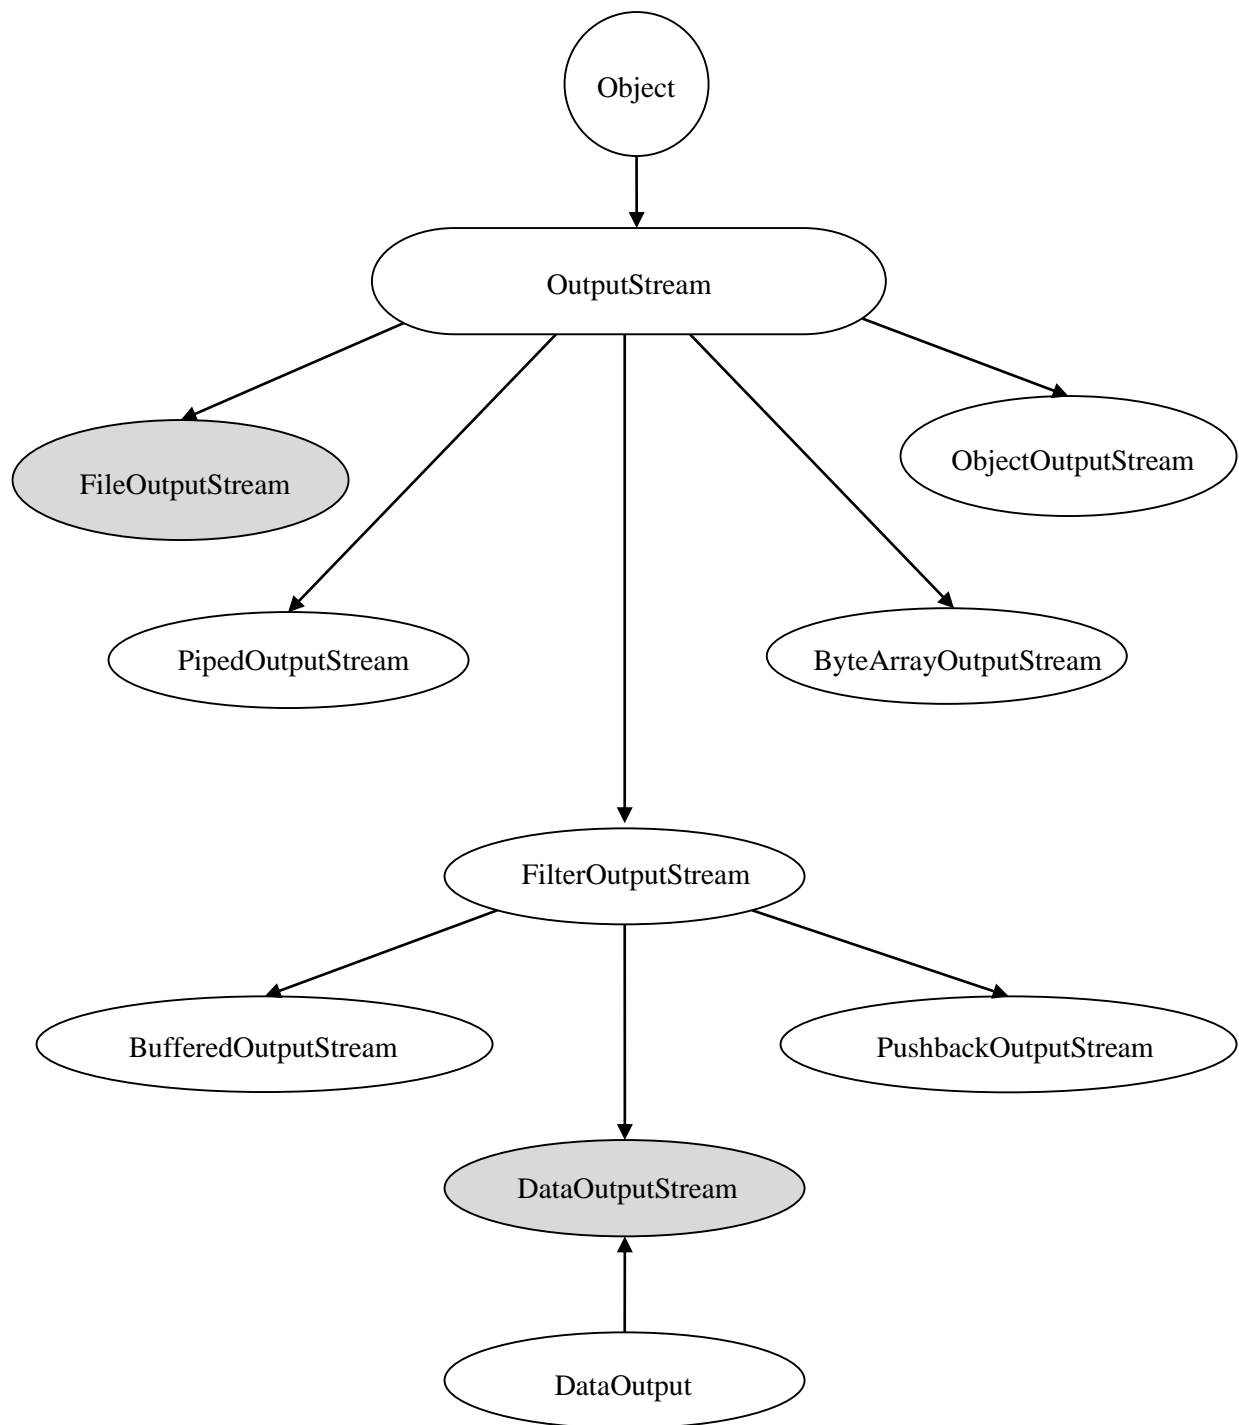 Object
OutputStream
FileOutputStream
ObjectOutputStream
PipedOutputStream
ByteArrayOutputStream
FilterOutputStream
BufferedOutputStream
PushbackOutputStream
DataOutputStream
DataOutput